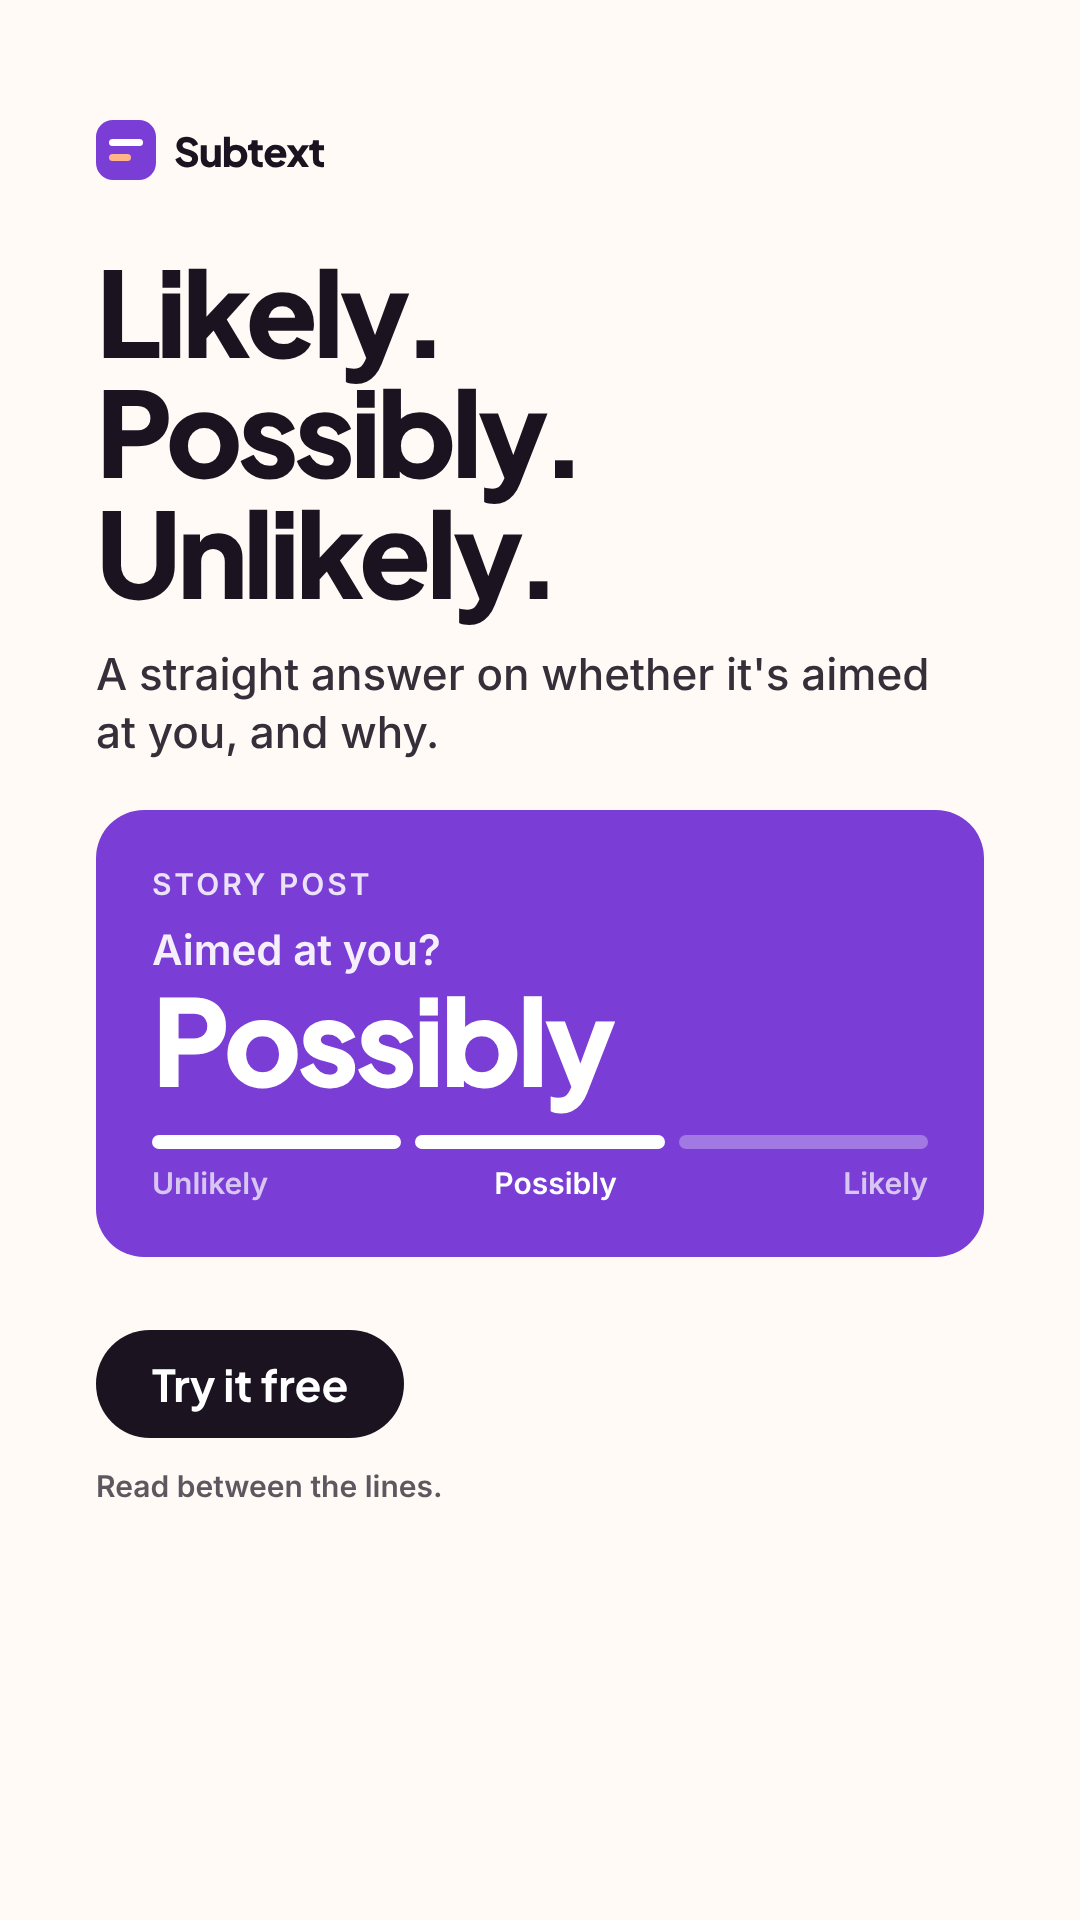 Subtext
Likely.
Possibly.
Unlikely.
A straight answer on whether it's aimed
at you, and why.
STORY POST
Aimed at you?
Possibly
Unlikely Possibly Likely
Try it free
Read between the lines.